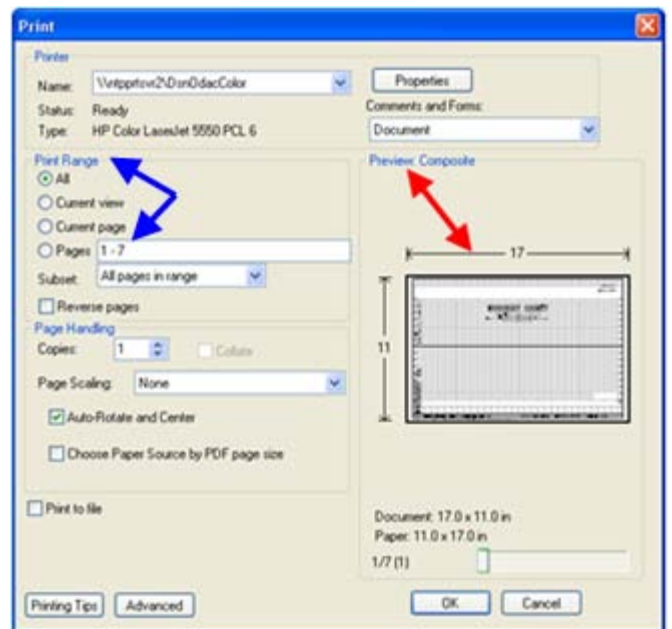 Print
Printer
Name: \\ntpprtsvr2\DsnOdacColor
Properties
Status: Ready
Comments and Forms:
Type: HP Color LaserJet 5550 PCL 6
Document
Print Range
All
Current view
Current page
Pages 1 - 7
Subset: All pages in range
Reverse pages
Page Handling
Copies: 1
Collate
Page Scaling: None
Auto-Rotate and Center
Choose Paper Source by PDF page size
Print to file
Preview: Composite
17
11
Document: 17.0 x 11.0 in
Paper: 11.0 x 17.0 in
1/7 (1)
Printing Tips
Advanced
OK
Cancel